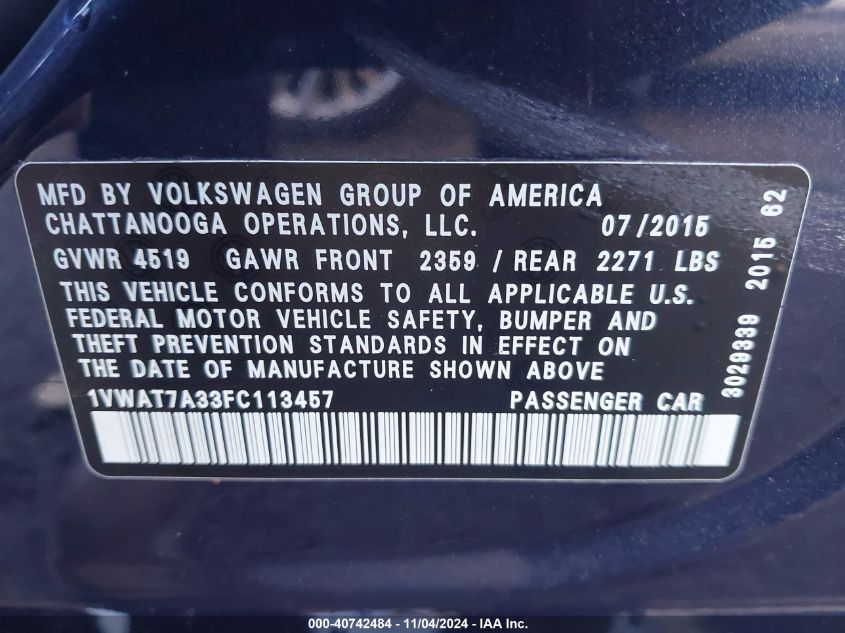 MFD BY VOLKSWAGEN GROUP OF AMERICA
CHATTANOOGA OPERATIONS, LLC. 07/2015
GVWR 4519 GAWR FRONT 2359 / REAR 2271 LBS
THIS VEHICLE CONFORMS TO ALL APPLICABLE U.S.
FEDERAL MOTOR VEHICLE SAFETY, BUMPER AND
THEFT PREVENTION STANDARDS IN EFFECT ON
THE DATE OF MANUFACTURE SHOWN ABOVE
1VWAT7A33FC113457 PASSENGER CAR
3029339 2015 62
000-40742484 - 11/04/2024 - IAA Inc.